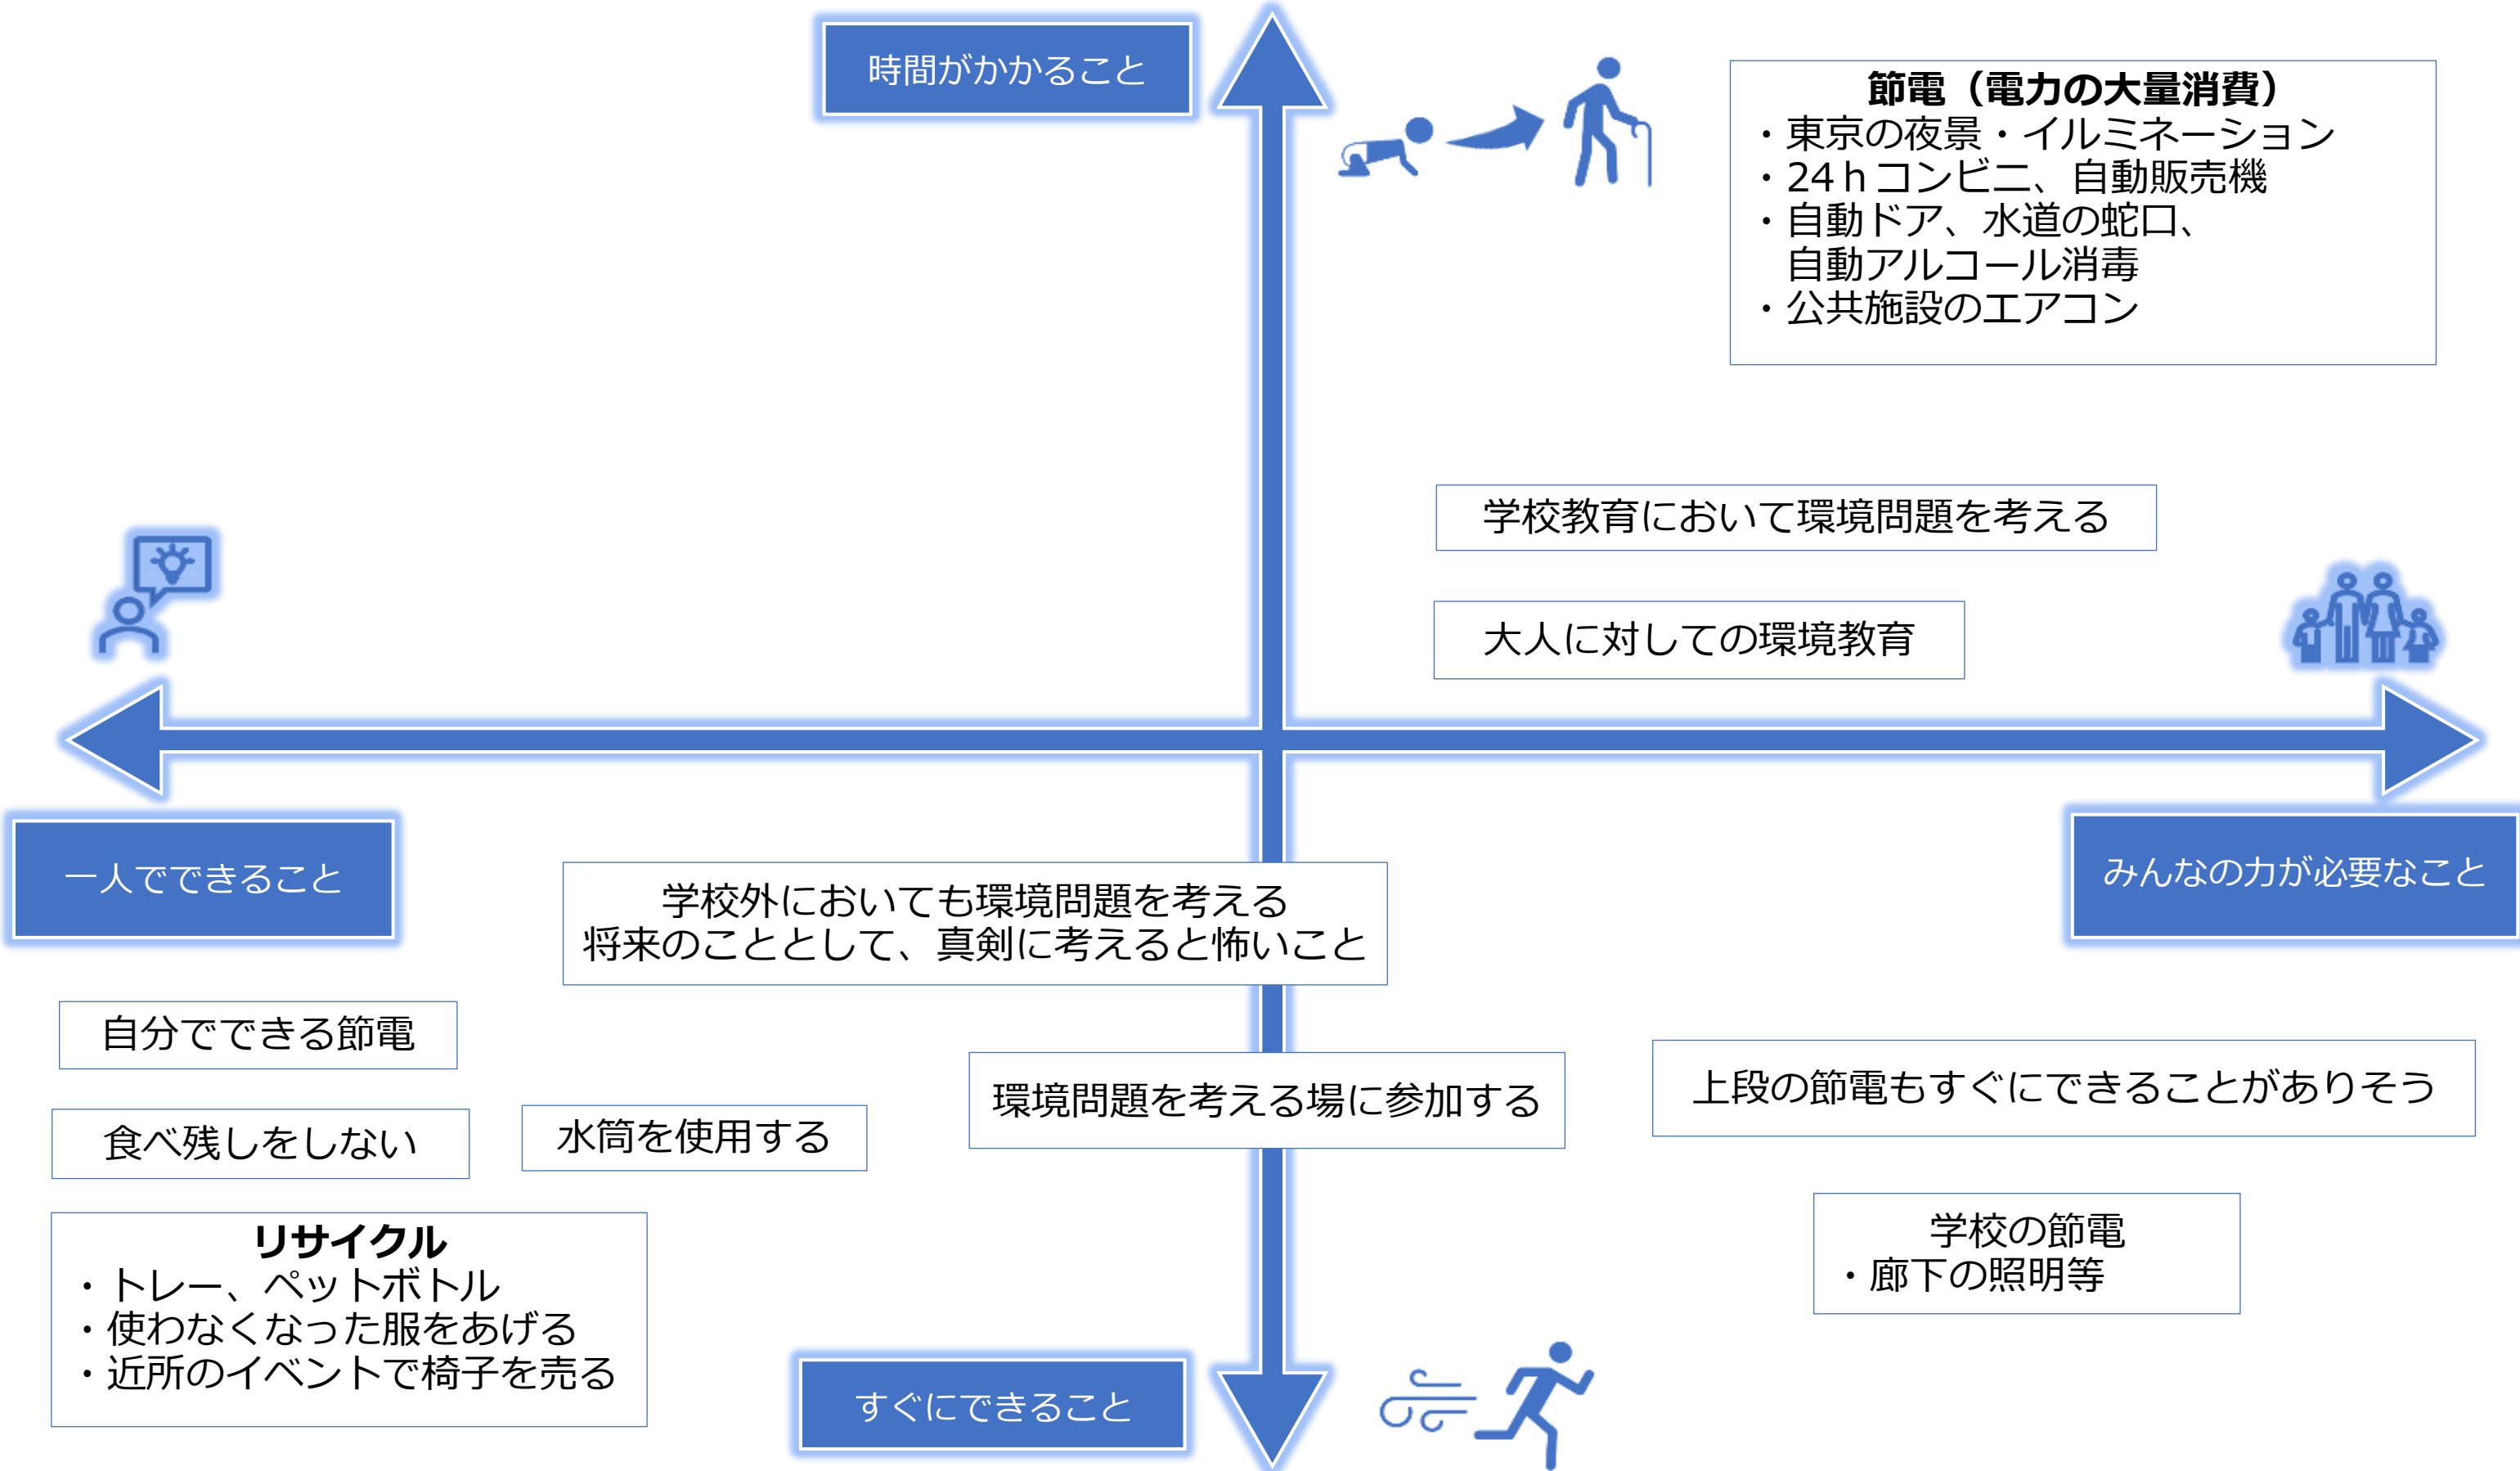 時間がかかること
節電（電力の大量消費）
・東京の夜景・イルミネーション
・24ｈコンビニ、自動販売機
・自動ドア、水道の蛇口、
自動アルコール消毒
・公共施設のエアコン
学校教育において環境問題を考える
大人に対しての環境教育
一人でできること
みんなの力が必要なこと
学校外においても環境問題を考える
将来のこととして、真剣に考えると怖いこと
自分でできる節電
環境問題を考える場に参加する
上段の節電もすぐにできることがありそう
食べ残しをしない
水筒を使用する
学校の節電
・廊下の照明等
リサイクル
・トレー、ペットボトル
・使わなくなった服をあげる
・近所のイベントで椅子を売る
すぐにできること